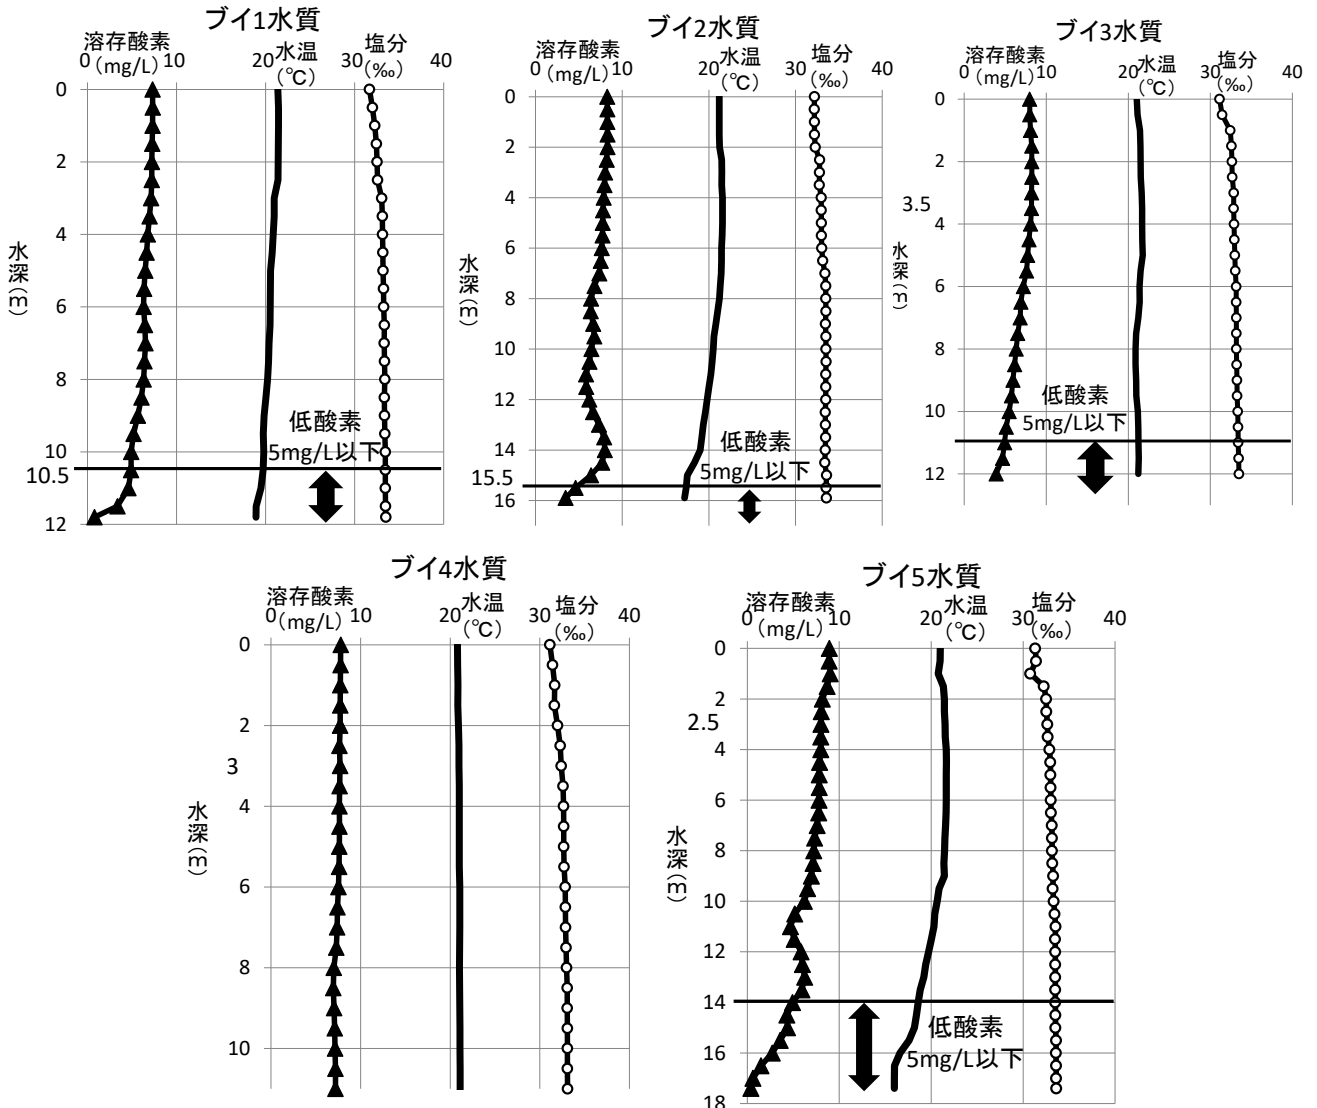 ブイ1水質
溶存酸素
(mg/L)
水温
(℃)
塩分
(‰)
0 10 20 30 40
0
2
4
6
8
10
10.5
12
水深(m)
低酸素
5mg/L以下
ブイ2水質
溶存酸素
(mg/L)
水温
(℃)
塩分
(‰)
0 10 20 30 40
0
2
4
6
8
10
12
14
15.5
16
水深(m)
低酸素
5mg/L以下
ブイ3水質
溶存酸素
(mg/L)
水温
(℃)
塩分
(‰)
0 10 20 30 40
0
2
3.5
4
6
8
10
12
水深(m)
低酸素
5mg/L以下
ブイ4水質
溶存酸素
(mg/L)
水温
(℃)
塩分
(‰)
0 10 20 30 40
0
2
3
4
6
8
10
水深(m)
ブイ5水質
溶存酸素
(mg/L)
水温
(℃)
塩分
(‰)
0 10 20 30 40
0
2
2.5
4
6
8
10
12
14
16
18
水深(m)
低酸素
5mg/L以下